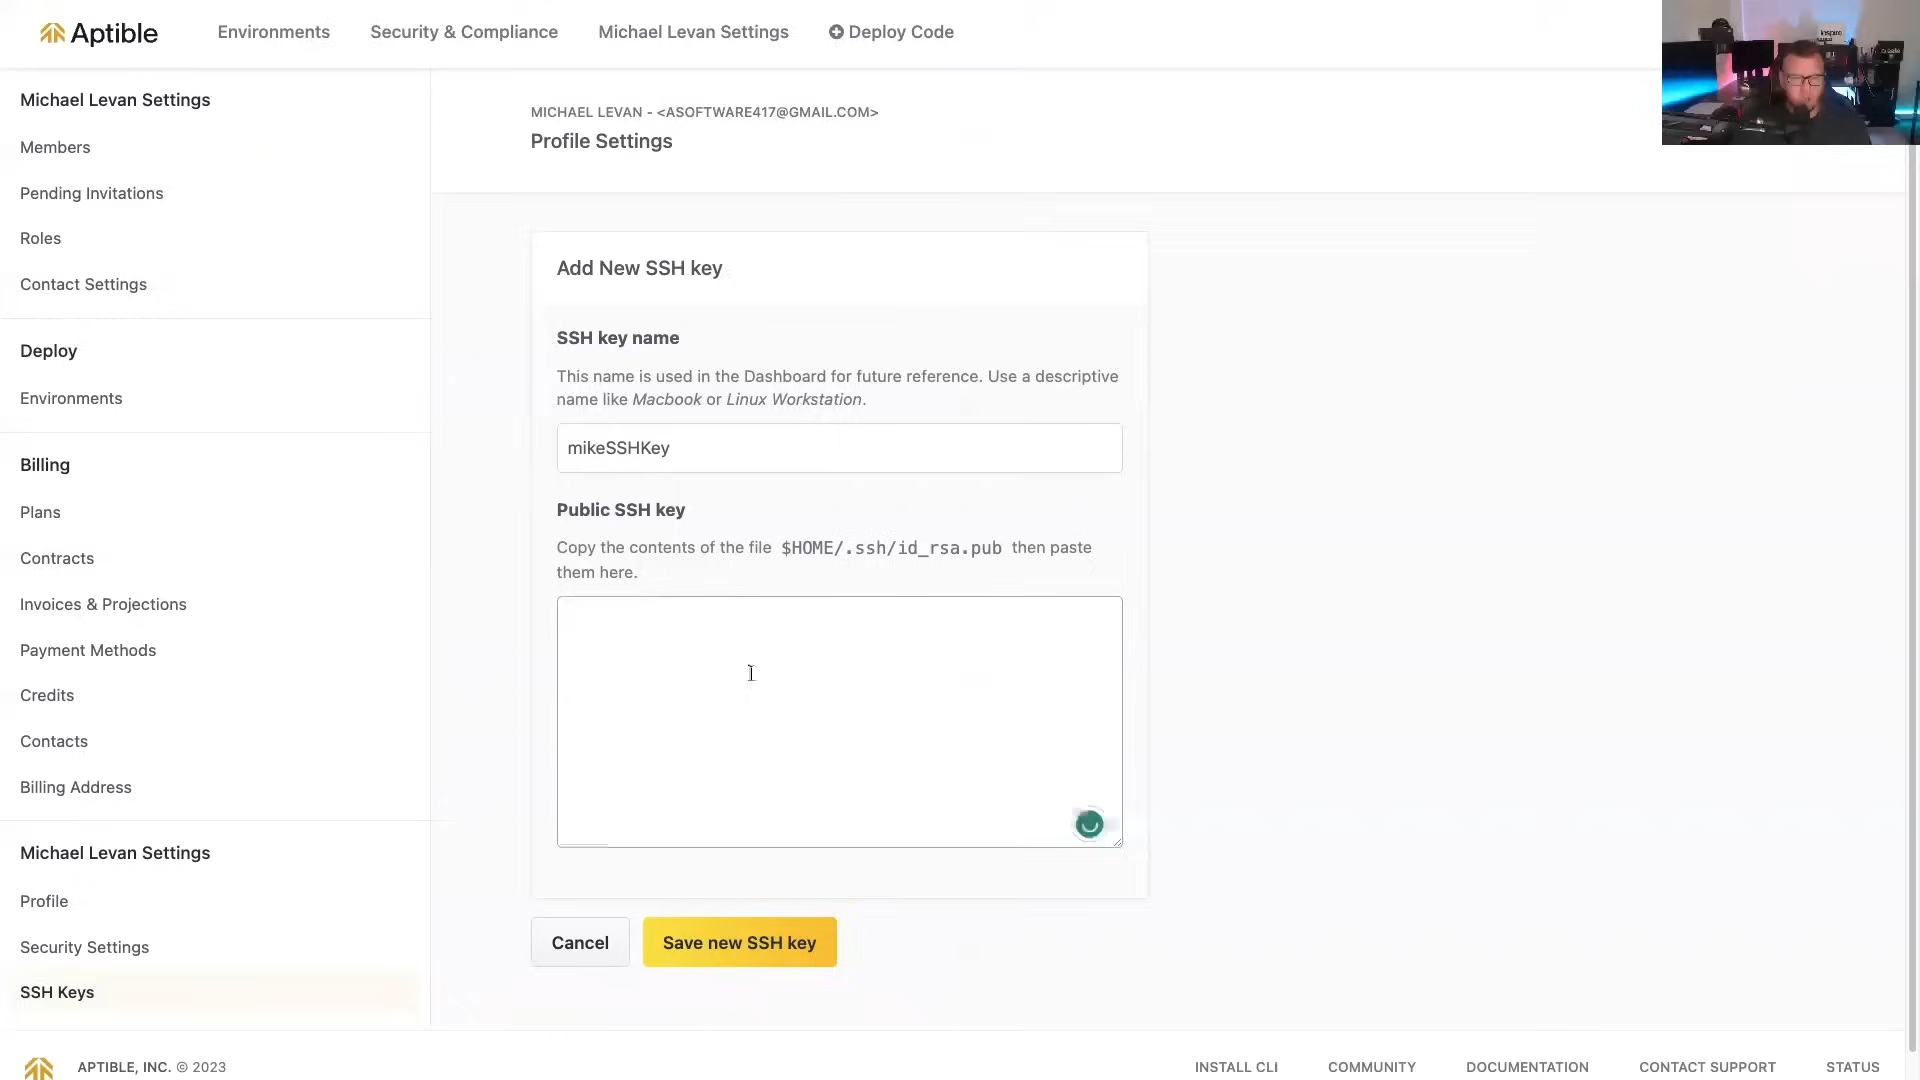 Aptible
Environments
Security & Compliance
Michael Levan Settings
Deploy Code
inspire
Michael Levan Settings
Members
Pending Invitations
Roles
Contact Settings
Deploy
Environments
Billing
Plans
Contracts
Invoices & Projections
Payment Methods
Credits
Contacts
Billing Address
Michael Levan Settings
Profile
Security Settings
SSH Keys
MICHAEL LEVAN - <ASOFTWARE417@GMAIL.COM>
Profile Settings
Add New SSH key
SSH key name
This name is used in the Dashboard for future reference. Use a descriptive
name like Macbook or Linux Workstation.
mikeSSHKey
Public SSH key
Copy the contents of the file $HOME/.ssh/id_rsa.pub then paste
them here.
Cancel
Save new SSH key
APTIBLE, INC. © 2023
INSTALL CLI
COMMUNITY
DOCUMENTATION
CONTACT SUPPORT
STATUS